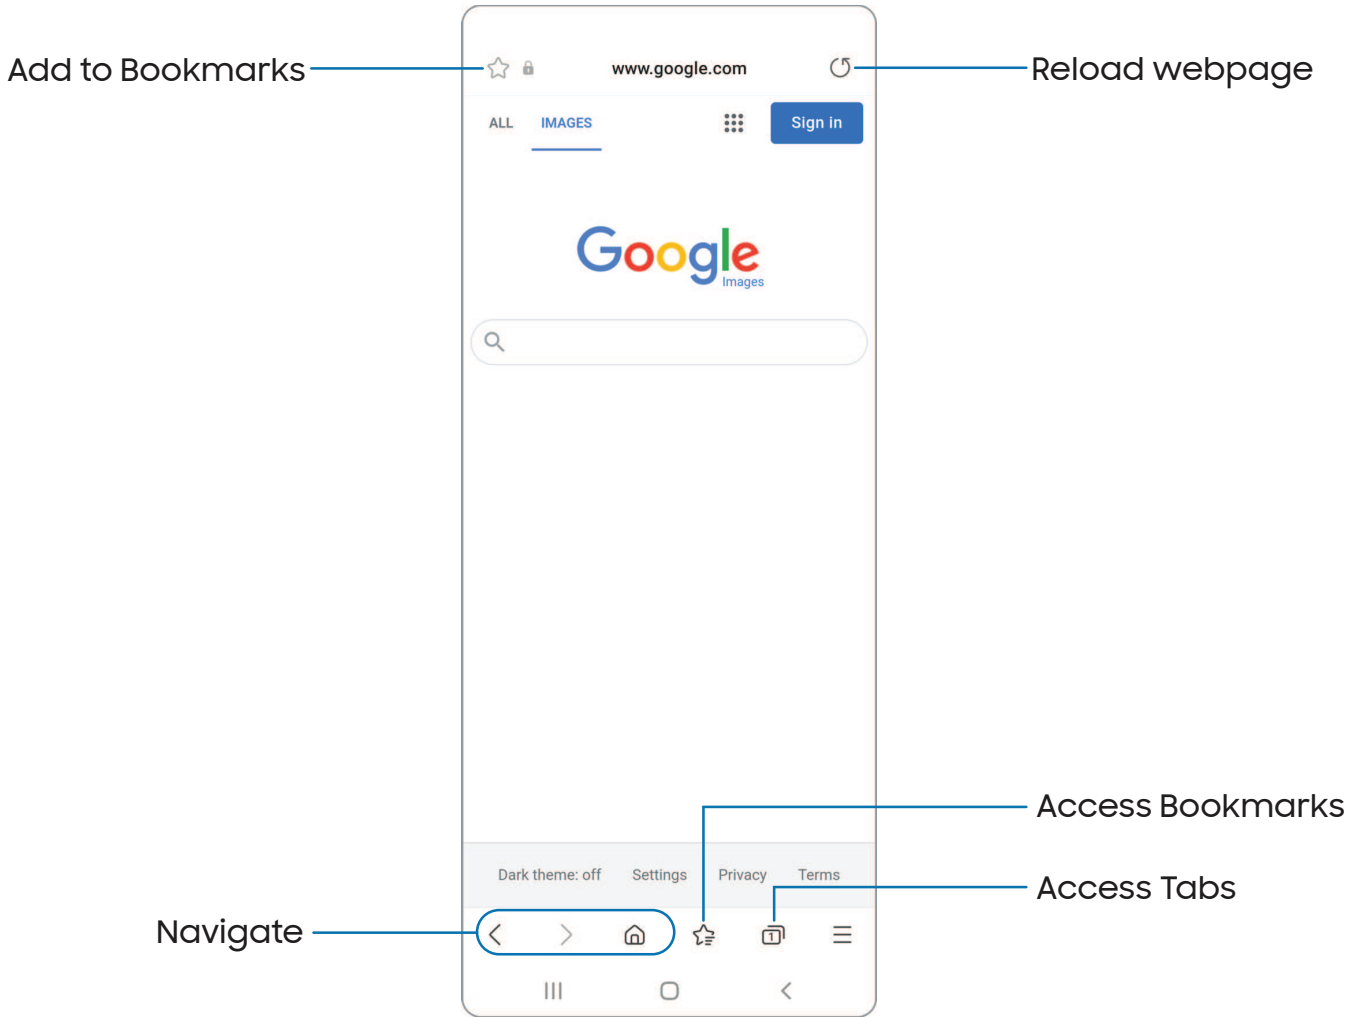 Add to Bookmarks
www.google.com
Reload webpage
ALL IMAGES
Sign in
Google
Images
Access Bookmarks
Dark theme: off Settings Privacy Terms
Access Tabs
Navigate
1